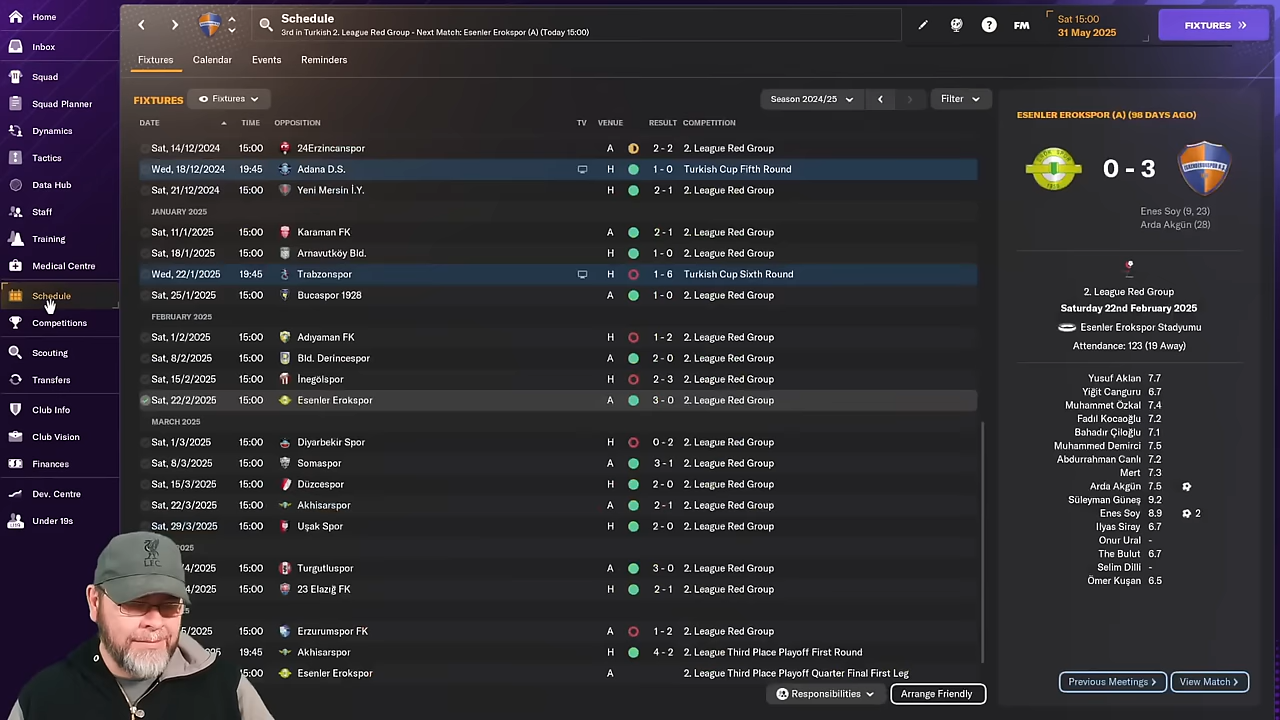 Home
Inbox
Squad
Squad Planner
Dynamics
Tactics
Data Hub
Staff
Training
Medical Centre
Schedule
Competitions
Scouting
Transfers
Club Info
Club Vision
Finances
Dev. Centre
Under 19s
Schedule
3rd in Turkish 2. League Red Group - Next Match: Esenler Erokspor (A) (Today 15:00)
FM
Sat 15:00
31 May 2025
FIXTURES
Fixtures Calendar Events Reminders
FIXTURES Fixtures
Season 2024/25 Filter
DATE TIME OPPOSITION TV VENUE RESULT COMPETITION
Sat, 14/12/2024 15:00 24Erzincanspor A 2 - 2 2. League Red Group
Wed, 18/12/2024 19:45 Adana D.S. H 1 - 0 Turkish Cup Fifth Round
Sat, 21/12/2024 15:00 Yeni Mersin İ.Y. H 2 - 1 2. League Red Group
JANUARY 2025
Sat, 11/1/2025 15:00 Karaman FK A 2 - 1 2. League Red Group
Sat, 18/1/2025 15:00 Arnavutköy Bld. H 1 - 0 2. League Red Group
Wed, 22/1/2025 19:45 Trabzonspor H 1 - 6 Turkish Cup Sixth Round
Sat, 25/1/2025 15:00 Bucaspor 1928 A 1 - 0 2. League Red Group
FEBRUARY 2025
Sat, 1/2/2025 15:00 Adıyaman FK H 1 - 2 2. League Red Group
Sat, 8/2/2025 15:00 Bld. Derincespor A 2 - 0 2. League Red Group
Sat, 15/2/2025 15:00 İnegölspor H 2 - 3 2. League Red Group
Sat, 22/2/2025 15:00 Esenler Erokspor A 3 - 0 2. League Red Group
MARCH 2025
Sat, 1/3/2025 15:00 Diyarbekir Spor H 0 - 2 2. League Red Group
Sat, 8/3/2025 15:00 Somaspor A 3 - 1 2. League Red Group
Sat, 15/3/2025 15:00 Düzcespor H 2 - 0 2. League Red Group
Sat, 22/3/2025 15:00 Akhisarspor A 2 - 1 2. League Red Group
Sat, 29/3/2025 15:00 Uşak Spor H 2 - 0 2. League Red Group
2025
/4/2025 15:00 Turgutluspor A 3 - 0 2. League Red Group
/4/2025 15:00 23 Elazığ FK H 2 - 1 2. League Red Group
/2025 15:00 Erzurumspor FK A 1 - 2 2. League Red Group
2025 19:45 Akhisarspor H 4 - 2 2. League Third Place Playoff First Round
15:00 Esenler Erokspor A 2. League Third Place Playoff Quarter Final First Leg
Responsibilities Arrange Friendly
ESENLER EROKSPOR (A) (98 DAYS AGO)
0 - 3
Enes Soy (9, 23)
Arda Akgün (28)
2. League Red Group
Saturday 22nd February 2025
Esenler Erokspor Stadyumu
Attendance: 123 (19 Away)
Yusuf Aklan 7.7
Yiğit Canguru 6.7
Muhammet Özkal 7.4
Fadıl Kocaoğlu 7.2
Bahadır Çiloğlu 7.1
Muhammed Demirci 7.5
Abdurrahman Canlı 7.2
Mert 7.3
Arda Akgün 7.5
Süleyman Güneş 9.2
Enes Soy 8.9 2
Ilyas Siray 6.7
Onur Ural -
The Bulut 6.7
Selim Dilli -
Ömer Kuşan 6.5
Previous Meetings View Match